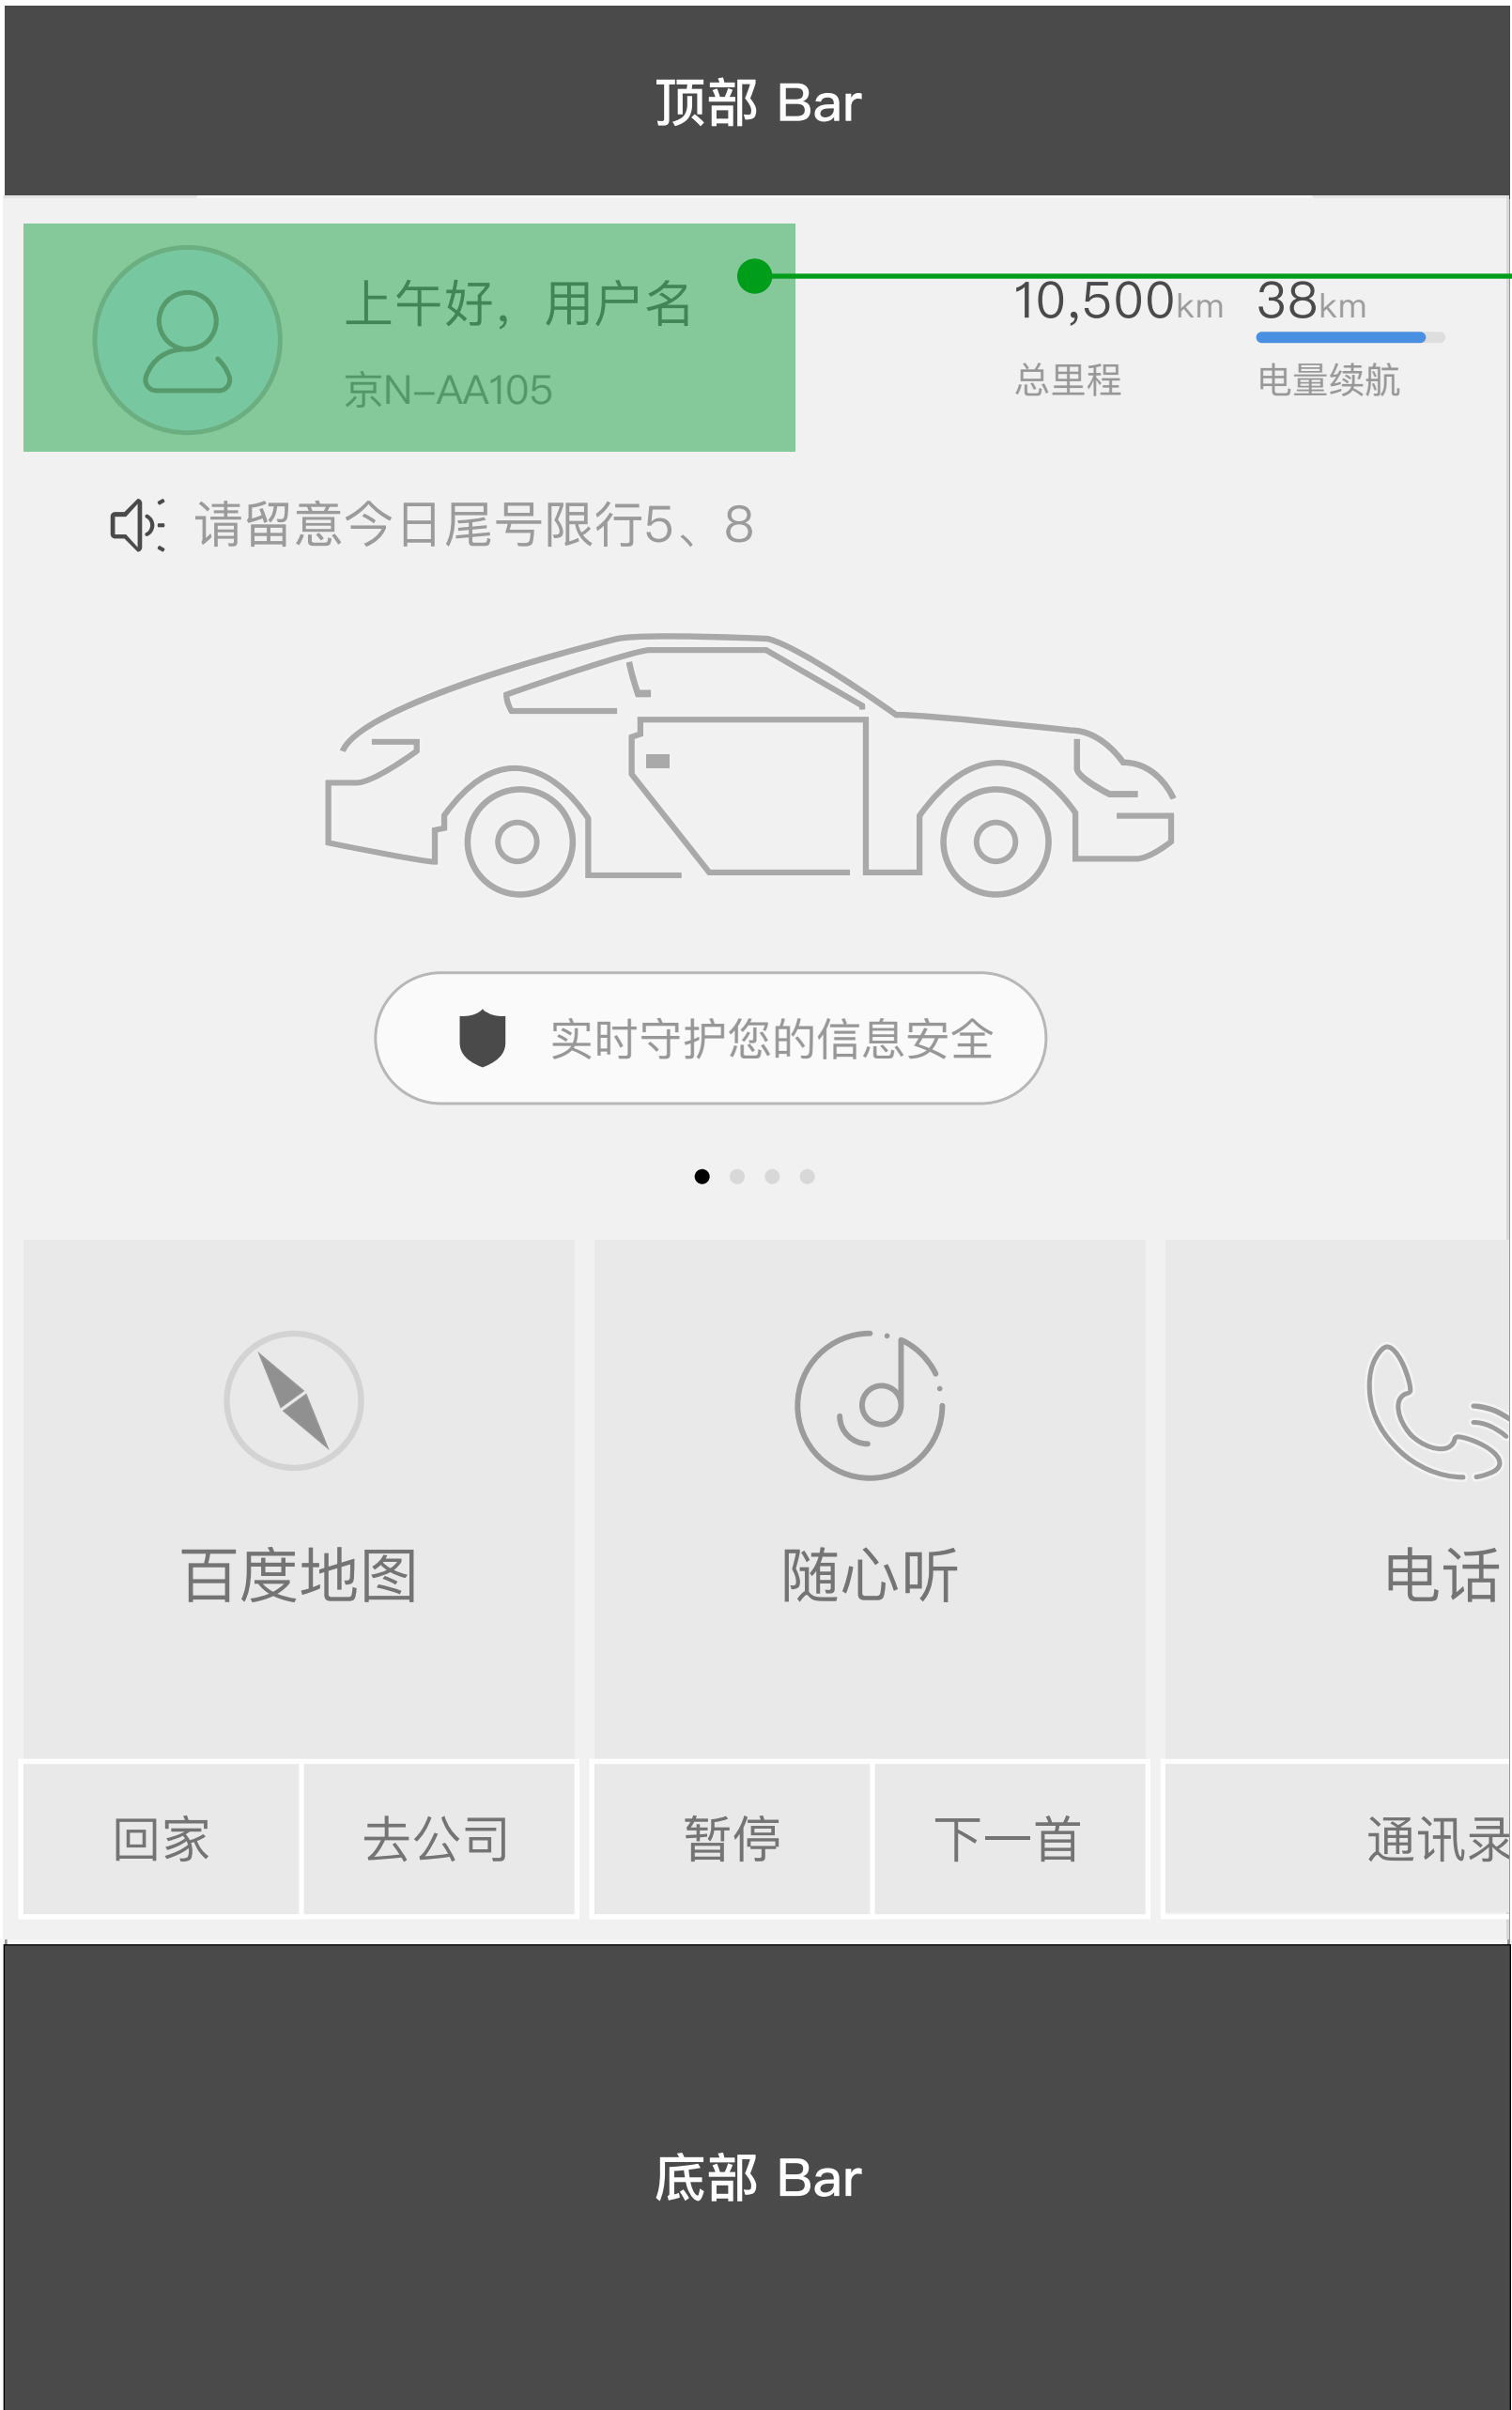 顶部 Bar
上午好，用户名
10,500km
38km
京N-AA105
总里程
电量续航
请留意今日尾号限行5、8
实时守护您的信息安全
百度地图
随心听
电话
回家
去公司
暂停
下一首
通讯录
底部 Bar